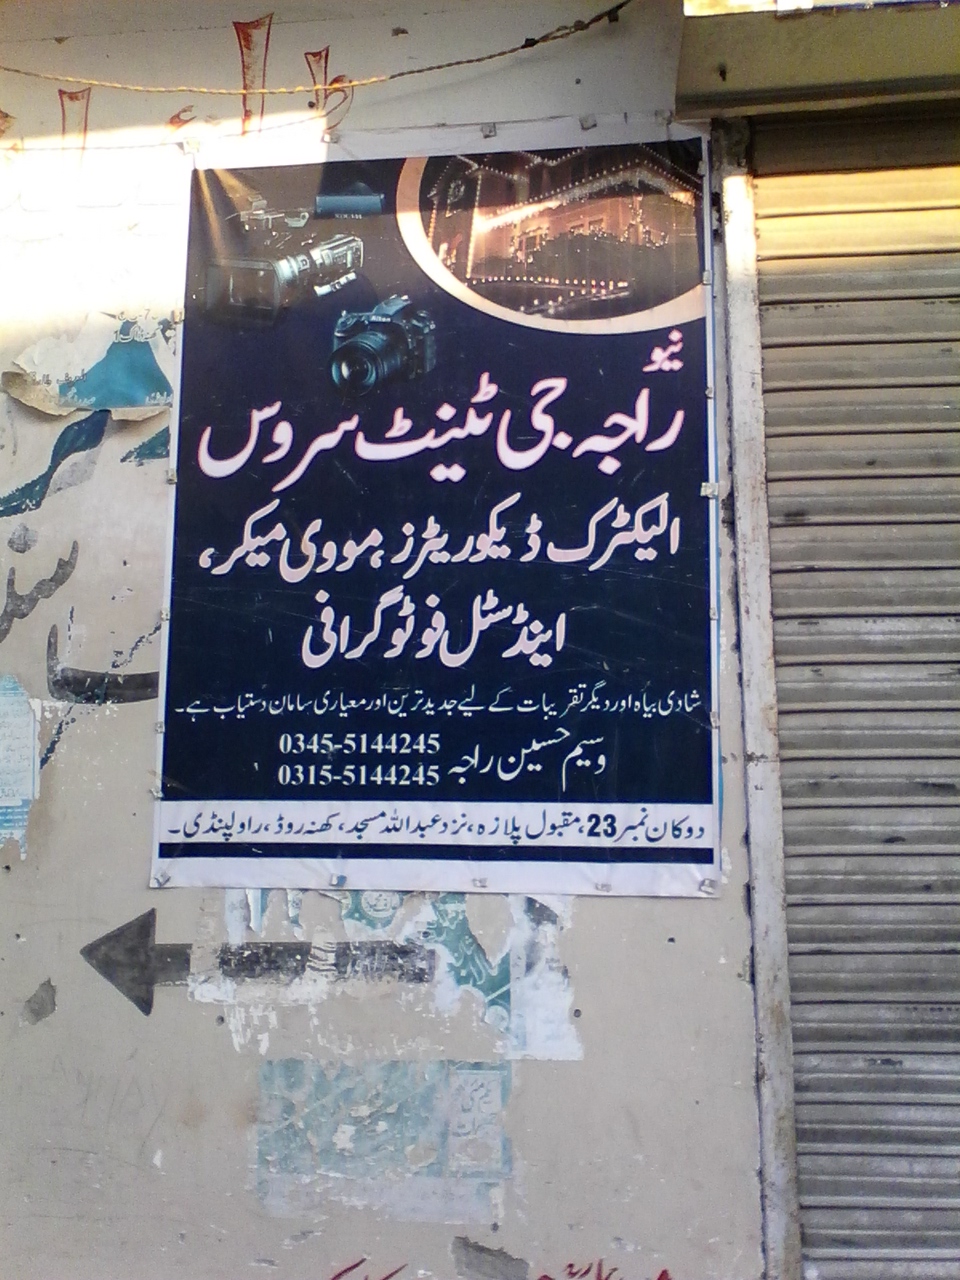 نیو
راجہ جی ٹینٹ سروس
الیکٹرک ڈیکوریٹرز، مووی میکر،
اینڈ سٹل فوٹو گرافی
شادی بیاہ اور دیگر تقریبات کے لیے جدید ترین اور معیاری سامان دستیاب ہے۔
وسیم حسین راجہ 0345-5144245
0315-5144245
دوکان نمبر 23، مقبول پلازہ، نزد عبداللہ مسجد، کھنہ روڈ، راولپنڈی۔